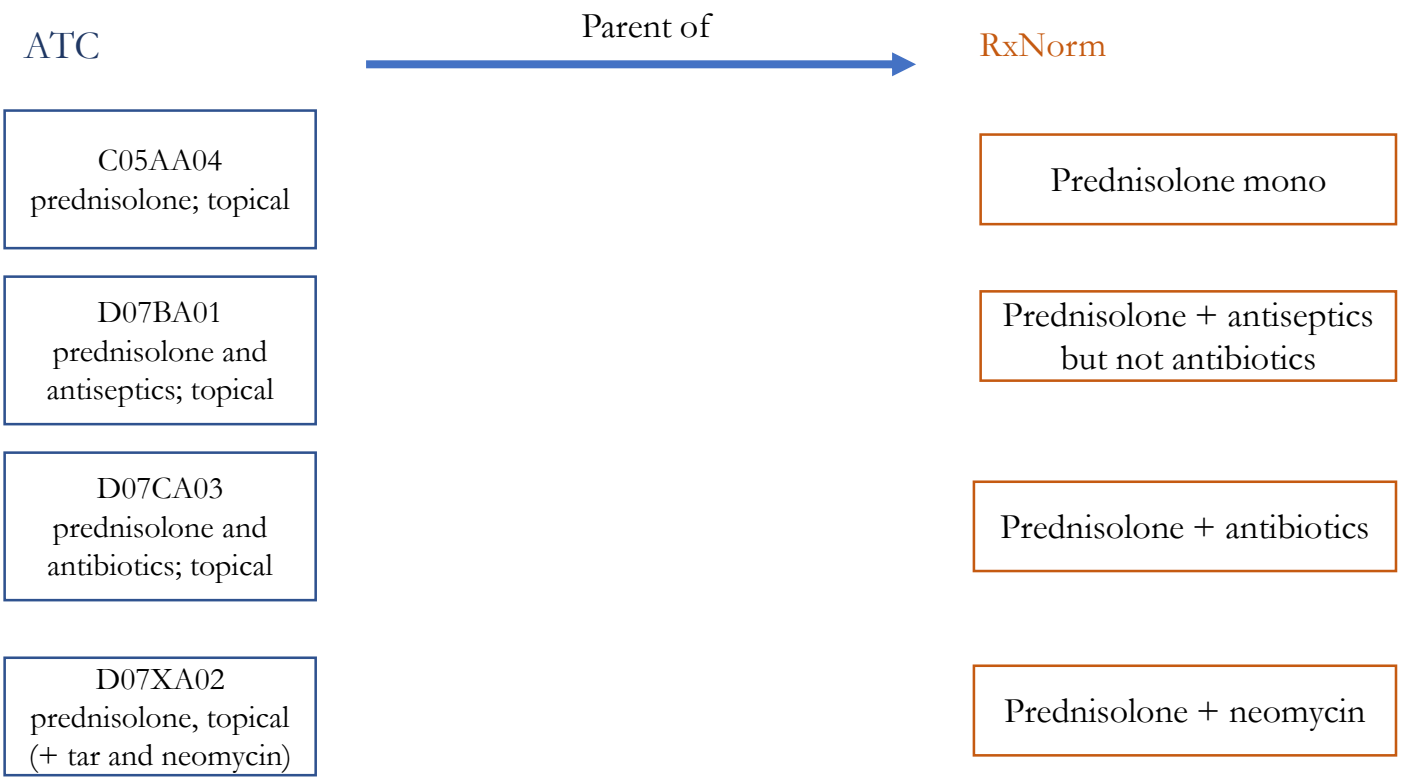 ATC
Parent of
RxNorm
C05AA04
prednisolone; topical
Prednisolone mono
D07BA01
prednisolone and
antiseptics; topical
Prednisolone + antiseptics
but not antibiotics
D07CA03
prednisolone and
antibiotics; topical
Prednisolone + antibiotics
D07XA02
prednisolone, topical
(+ tar and neomycin)
Prednisolone + neomycin